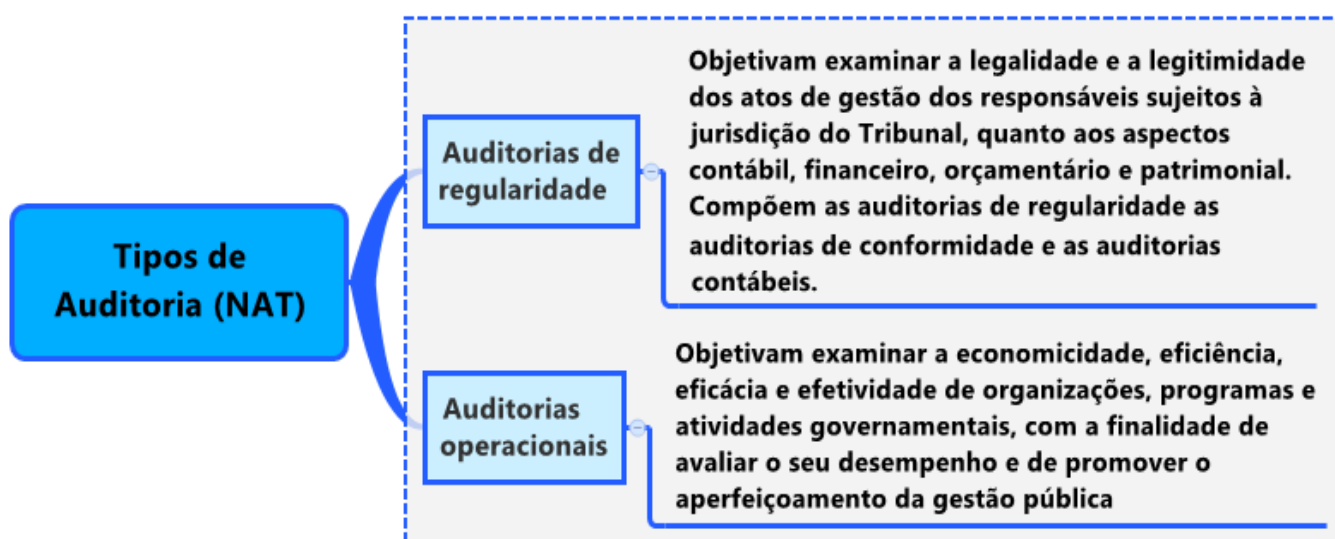 Tipos de
Auditoria (NAT)
Auditorias de
regularidade
Objetivam examinar a legalidade e a legitimidade
dos atos de gestão dos responsáveis sujeitos à
jurisdição do Tribunal, quanto aos aspectos
contábil, financeiro, orçamentário e patrimonial.
Compõem as auditorias de regularidade as
auditorias de conformidade e as auditorias
contábeis.
Auditorias
operacionais
Objetivam examinar a economicidade, eficiência,
eficácia e efetividade de organizações, programas e
atividades governamentais, com a finalidade de
avaliar o seu desempenho e de promover o
aperfeiçoamento da gestão pública